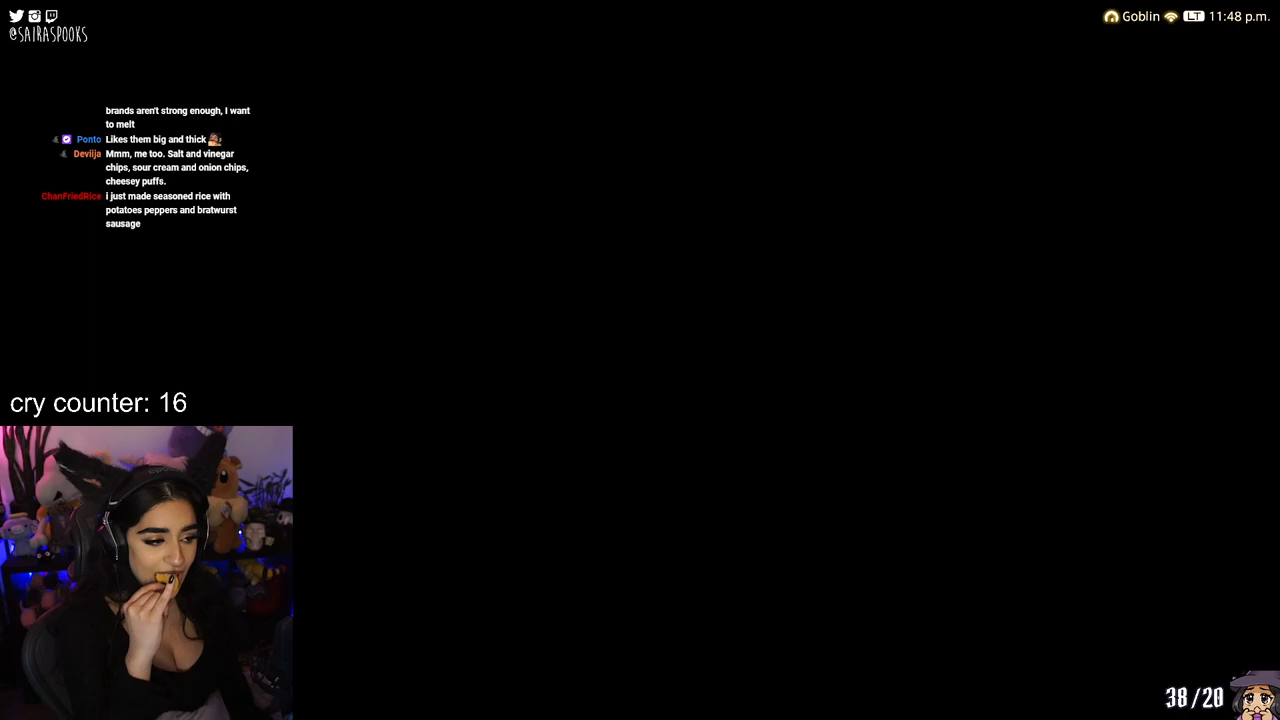 @SAIRASPOOKS
Goblin LT 11:48 p.m.
brands aren't strong enough, I want
to melt
Ponto Likes them big and thick
Deviija Mmm, me too. Salt and vinegar
chips, sour cream and onion chips,
cheesey puffs.
ChanFriedRice i just made seasoned rice with
potatoes peppers and bratwurst
sausage
cry counter: 16
38/20